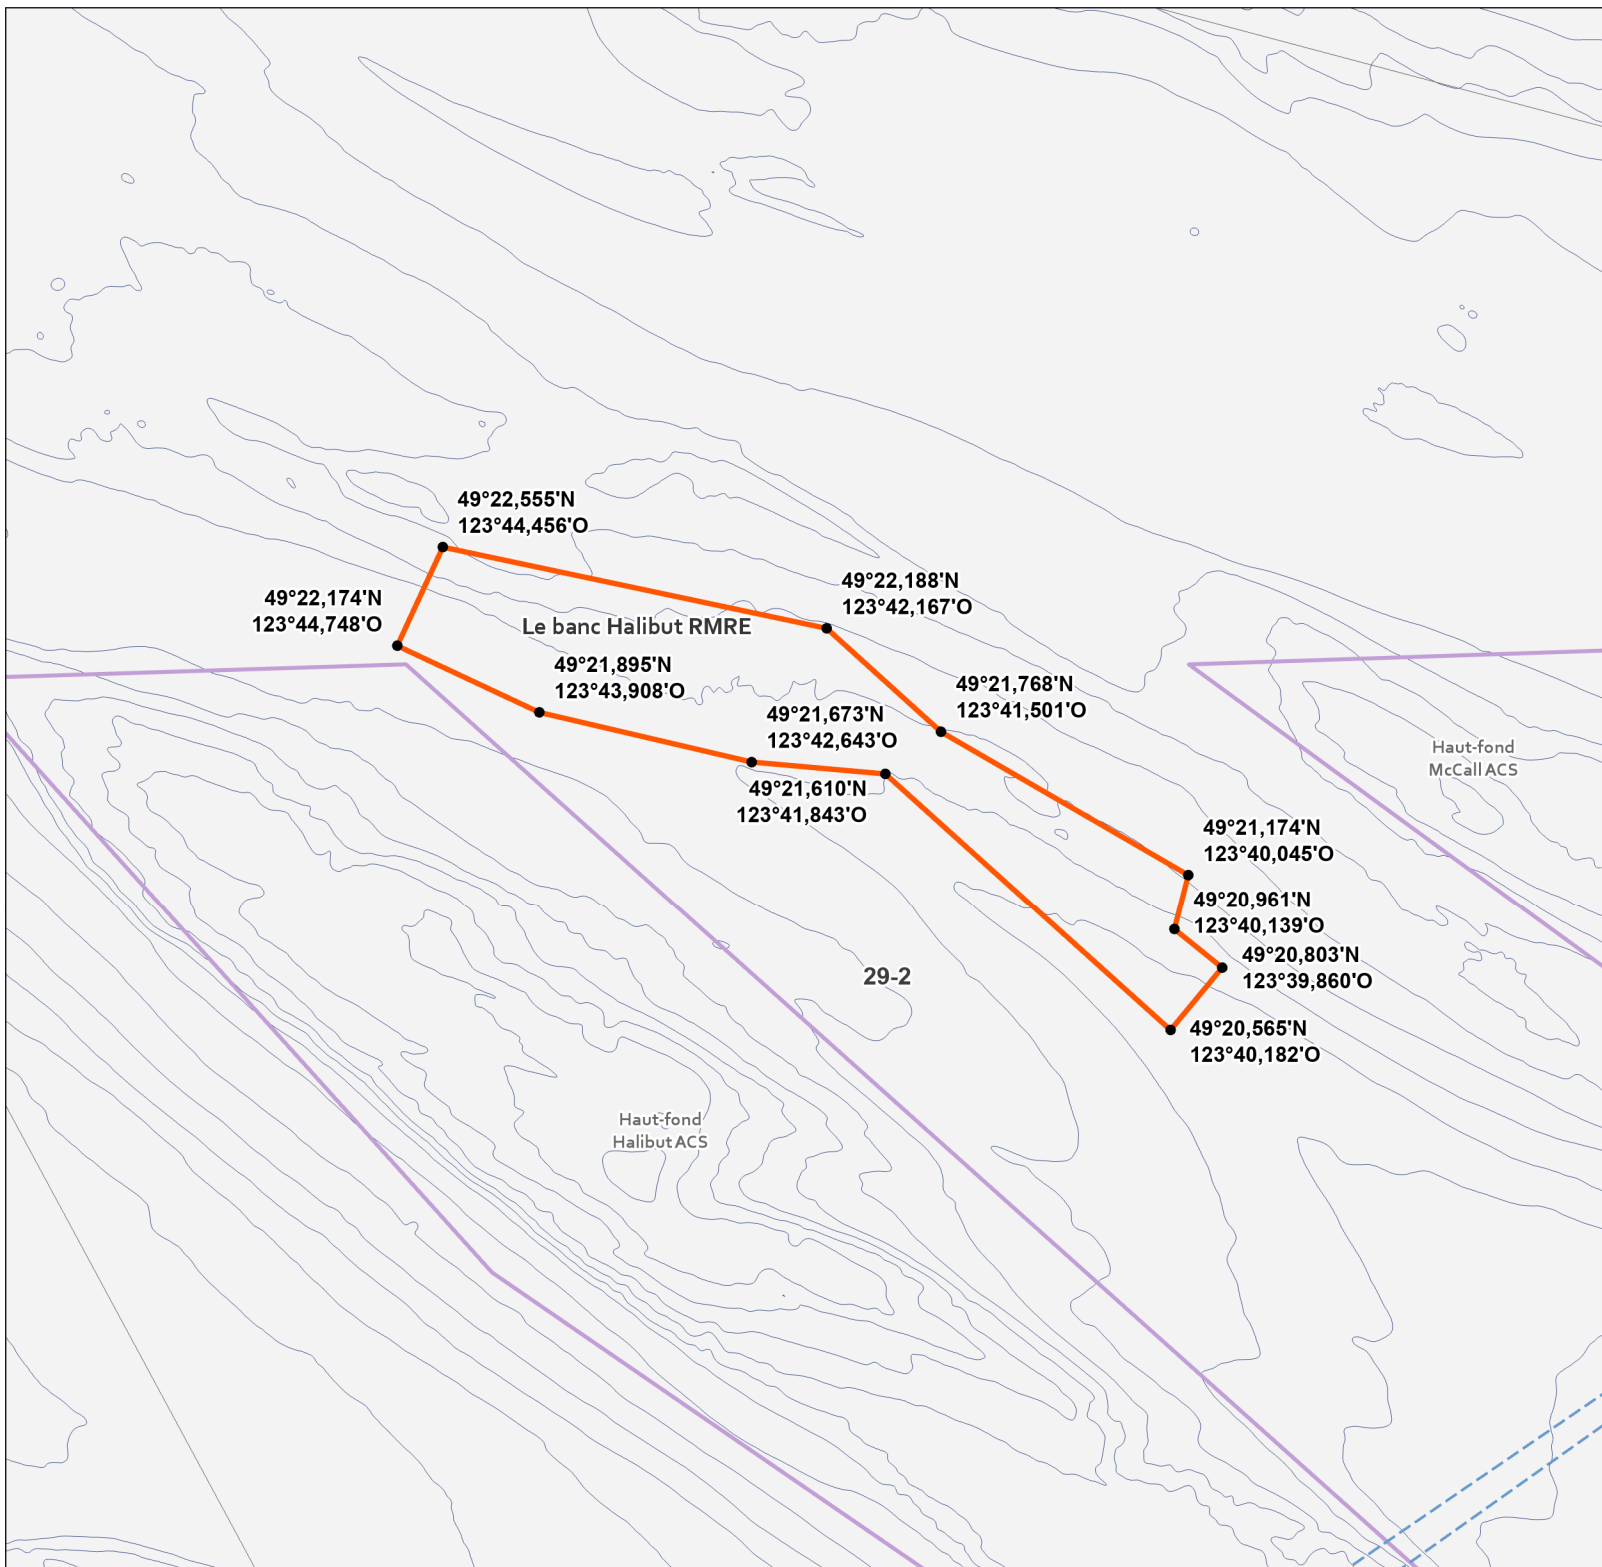 49°22,555'N
123°44,456'O
49°22,188'N
123°42,167'O
49°22,174'N
123°44,748'O
Le banc Halibut RMRE
49°21,895'N
123°43,908'O
49°21,768'N
123°41,501'O
49°21,673'N
123°42,643'O
49°21,610'N
123°41,843'O
Haut-fond
McCall ACS
49°21,174'N
123°40,045'O
49°20,961'N
123°40,139'O
49°20,803'N
123°39,860'O
29-2
49°20,565'N
123°40,182'O
Haut-fond
Halibut ACS